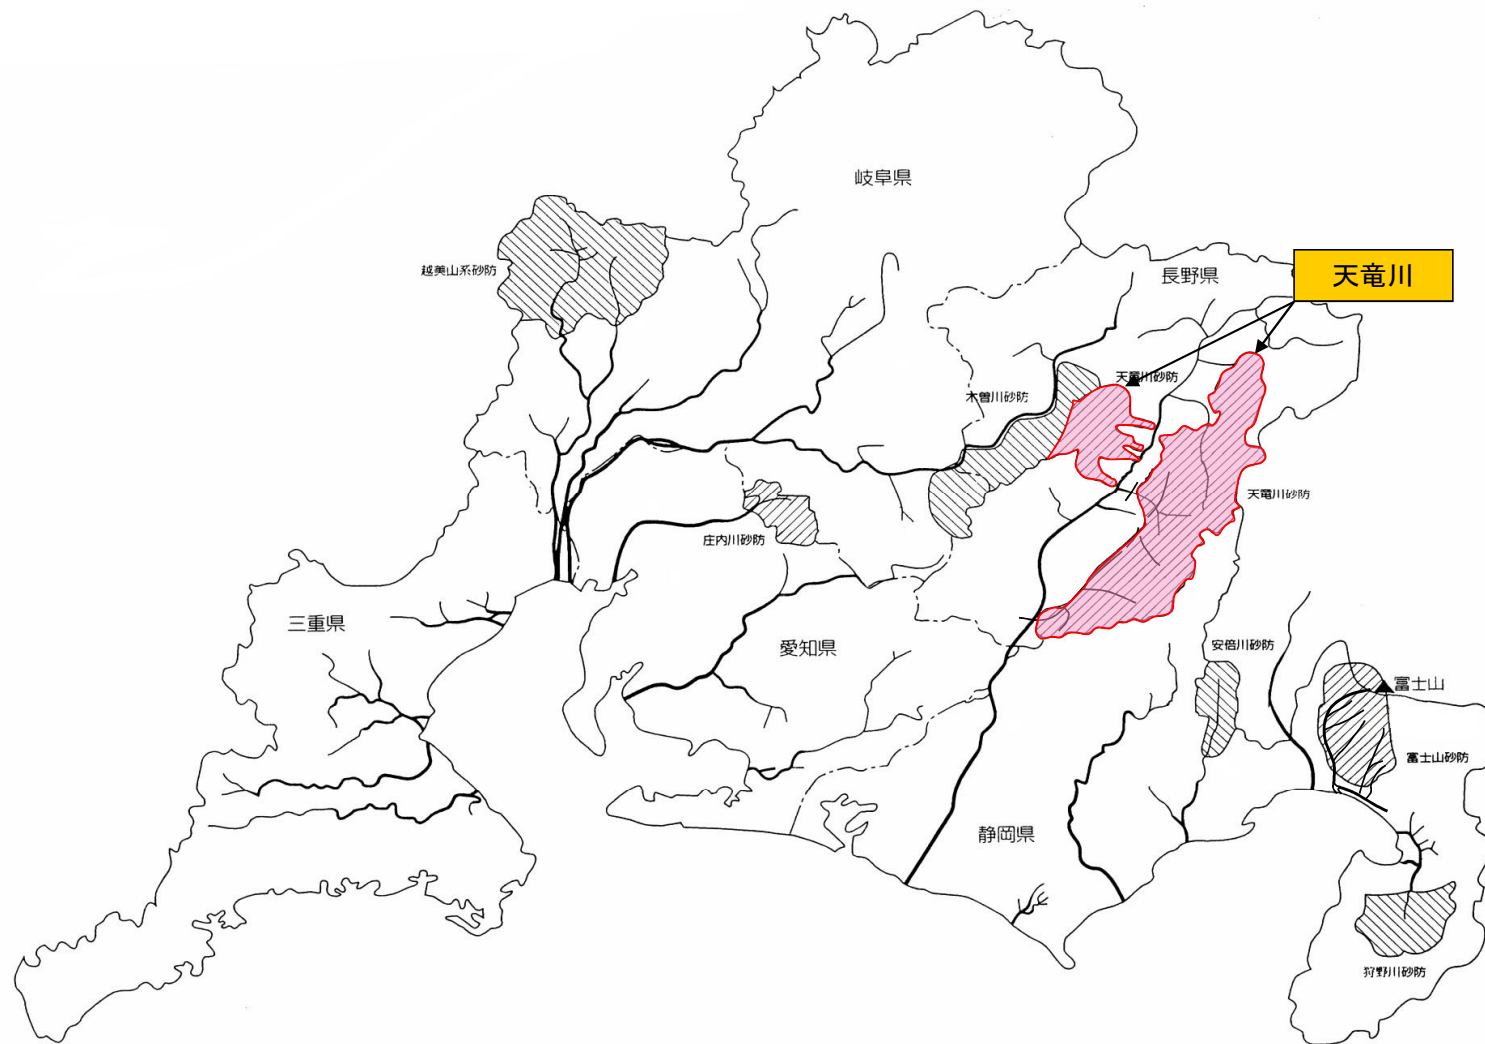 岐阜県
越美山系砂防
長野県
天竜川
天竜川砂防
木曽川砂防
天竜川砂防
庄内川砂防
三重県
愛知県
安倍川砂防
富士山
富士山砂防
静岡県
狩野川砂防